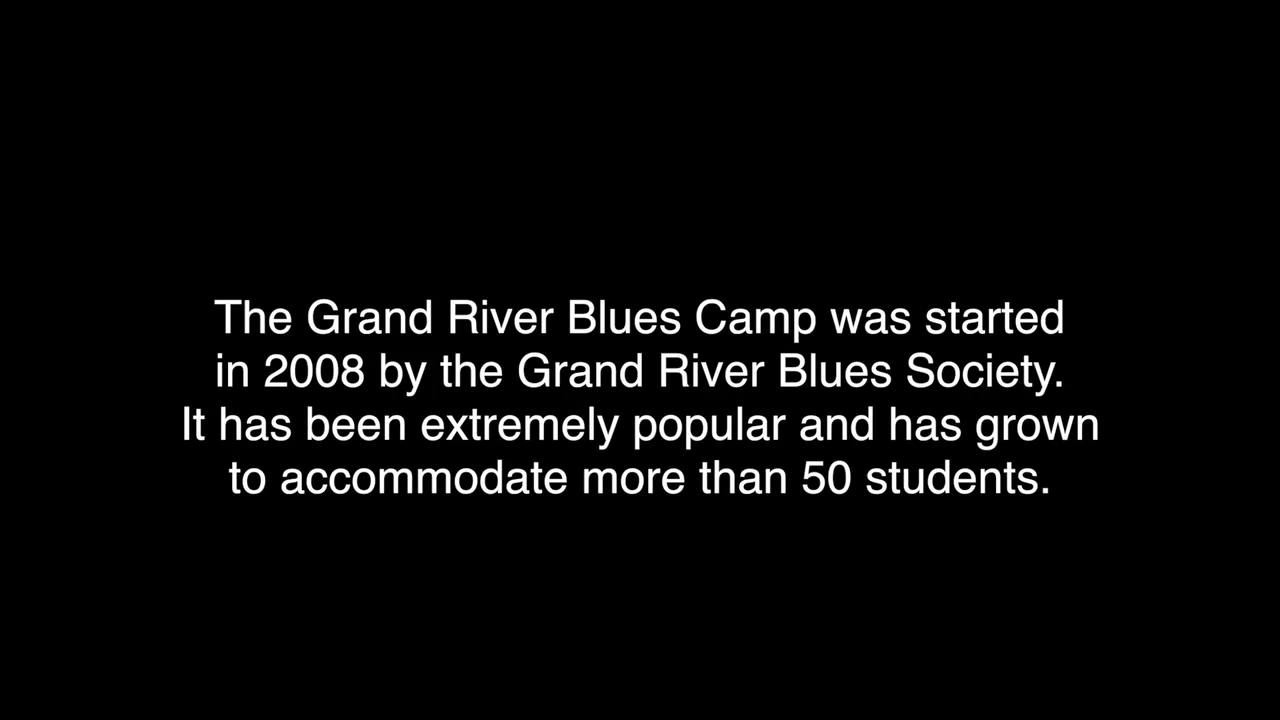 The Grand River Blues Camp was started
in 2008 by the Grand River Blues Society.
It has been extremely popular and has grown
to accommodate more than 50 students.